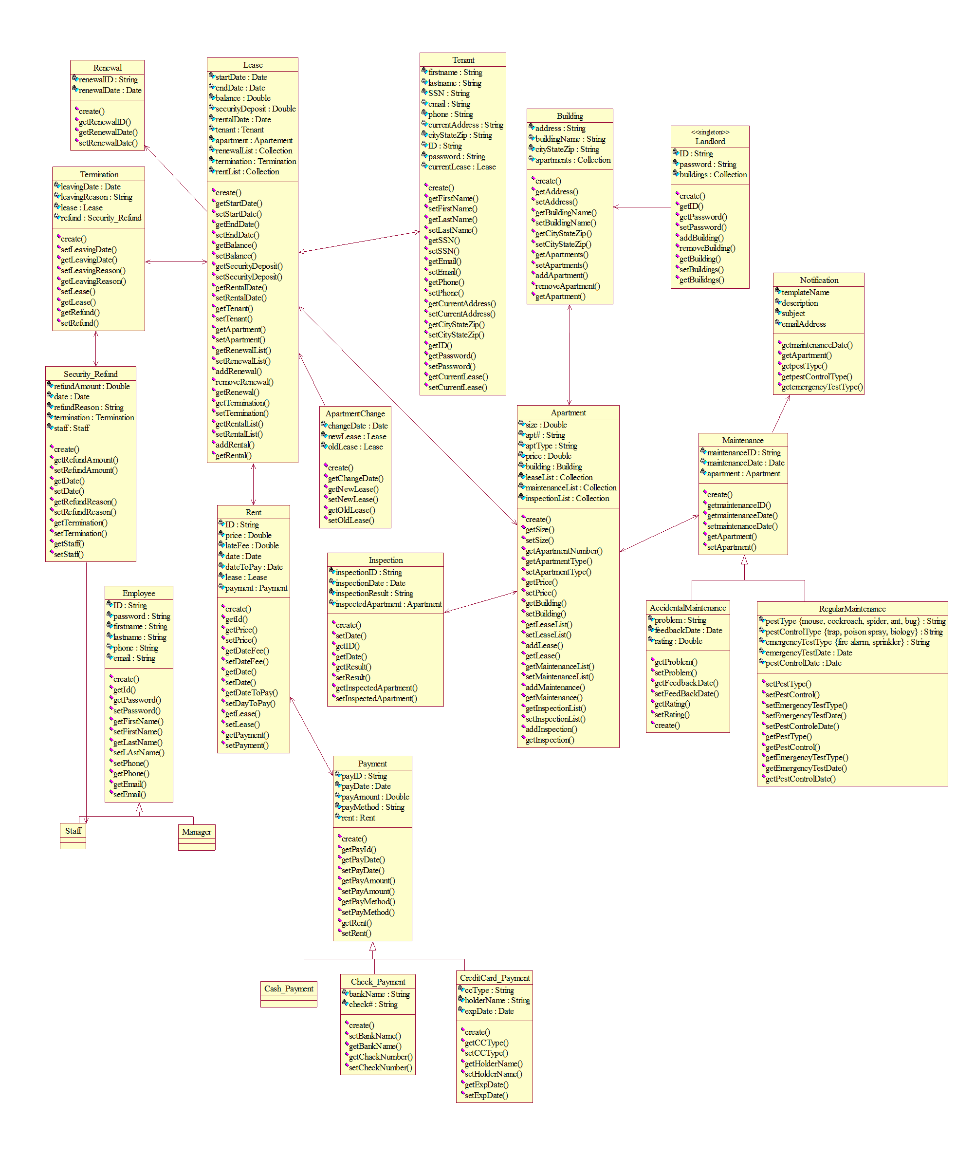 Renewal
renewalID : String
renewalDate : Date
create()
getRenewalID()
getRenewalDate()
setRenewalDate()
Lease
startDate : Date
endDate : Date
balance : Double
securityDeposit : Double
rentalDate : Date
tenant : Tenant
apartment : Apartement
renewalList : Collection
termination : Termination
rentList : Collection
create()
getStartDate()
setStartDate()
getEndDate()
setEndDate()
getBalance()
setBalance()
getSecurityDeposit()
setSecurityDeposit()
getRentalDate()
setRentalDate()
getTenant()
setTenant()
getApartment()
setApartment()
getRenewalList()
setRenewalList()
addRenewal()
removeRenewal()
getRenewal()
getTermination()
setTermination()
getRentalList()
setRentalList()
addRental()
getRental()
Tenant
firstname : String
lastname : String
SSN : String
email : String
phone : String
currentAddress : String
cityStateZip : String
ID : String
password : String
currentLease : Lease
create()
getFirstName()
setFirstName()
getLastName()
setLastName()
getSSN()
setSSN()
getEmail()
setEmail()
getPhone()
setPhone()
getCurrentAddress()
setCurrentAddress()
getCityStateZip()
setCityStateZip()
getID()
getPassword()
setPassword()
getCurrentLease()
setCurrentLease()
Building
address : String
buildingName : String
cityStateZip : String
apartments : Collection
create()
getAddress()
setAddress()
getBuildingName()
setBuildingName()
getCityStateZip()
setCityStateZip()
getApartments()
setApartments()
addApartment()
removeApartment()
getApartment()
<<singleton>>
Landlord
ID : String
password : String
buildings : Collection
create()
getID()
getPassword()
setPassword()
addBuilding()
removeBuilding()
getBuilding()
setBuildings()
getBuildings()
Termination
leavingDate : Date
leavingReason : String
lease : Lease
refund : Security_Refund
create()
setLeavingDate()
getLeavingDate()
setLeavingReason()
getLeavingReason()
setLease()
getLease()
getRefund()
setRefund()
Notification
templateName
description
subject
emailAddress
getmaintenanceDate()
getApartment()
getpestType()
getpestControlType()
getemergencyTestType()
Security_Refund
refundAmount : Double
date : Date
refundReason : String
termination : Termination
staff : Staff
create()
getRefundAmount()
setRefundAmount()
getDate()
setDate()
getRefundReason()
setRefundReason()
getTermination()
setTermination()
getStaff()
setStaff()
ApartmentChange
changeDate : Date
newLease : Lease
oldLease : Lease
create()
getChangeDate()
getNewLease()
setNewLease()
getOldLease()
setOldLease()
Apartment
size : Double
apt# : String
aptType : String
price : Double
building : Building
leaseList : Collection
maintenanceList : Collection
inspectionList : Collection
create()
getSize()
setSize()
getApartmentNumber()
getApartmentType()
setApartmentType()
getPrice()
setPrice()
getBuilding()
setBuilding()
getLeaseList()
setLeaseList()
addLease()
getLease()
getMaintenanceList()
setMaintenanceList()
addMaintenance()
getMaintenance()
getInspectionList()
setInspectionList()
addInspection()
getInspection()
Maintenance
maintenanceID : String
maintenanceDate : Date
apartment : Apartment
create()
getmaintenanceID()
getmaintenanceDate()
setmaintenanceDate()
getApartment()
setApartment()
Rent
ID : String
price : Double
lateFee : Double
date : Date
dateToPay : Date
lease : Lease
payment : Payment
create()
getId()
getPrice()
setPrice()
getDateFee()
setDateFee()
getDate()
setDate()
getDateToPay()
setDayToPay()
getLease()
setLease()
getPayment()
setPayment()
Inspection
inspectionID : String
inspectionDate : Date
inspectionResult : String
inspectedApartment : Apartment
create()
setDate()
getID()
getDate()
getResult()
setResult()
getInspectedApartment()
setInspectedApartment()
Employee
ID : String
password : String
firstname : String
lastname : String
phone : String
email : String
create()
getId()
getPassword()
setPassword()
getFirstName()
setFirstName()
getLastName()
setLAstName()
setPhone()
getPhone()
getEmail()
setEmail()
AccidentalMaintenance
problem : String
feedbackDate : Date
rating : Double
getProblem()
setProblem()
getFeedbackDate()
setFeedBackDate()
getRating()
setRating()
create()
RegularMaintenance
pestType {mouse, cockroach, spider, ant, bug} : String
pestControlType {trap, poison spray, biology} : String
emergencyTestType {fire alarm, sprinkler} : String
emergencyTestDate : Date
pestControlDate : Date
setPestType()
setPestControl()
setEmergencyTestType()
setEmergencyTestDate()
setPestControleDate()
getPestType()
getPestControl()
getEmergencyTestType()
getEmergencyTestDate()
getPestControlDate()
Staff
Manager
Payment
payID : String
payDate : Date
payAmount : Double
payMethod : String
rent : Rent
create()
getPayId()
getPayDate()
setPayDate()
getPayAmount()
setPayAmount()
getPayMethod()
setPayMethod()
getRent()
setRent()
Cash_Payment
Check_Payment
bankName : String
check# : String
create()
setBankName()
getBankName()
getChackNumber()
setCheckNumber()
CreditCard_Payment
ccType : String
holderName : String
expDate : Date
create()
getCCType()
setCCType()
getHolderName()
setHolderName()
getExpDate()
setExpDate()